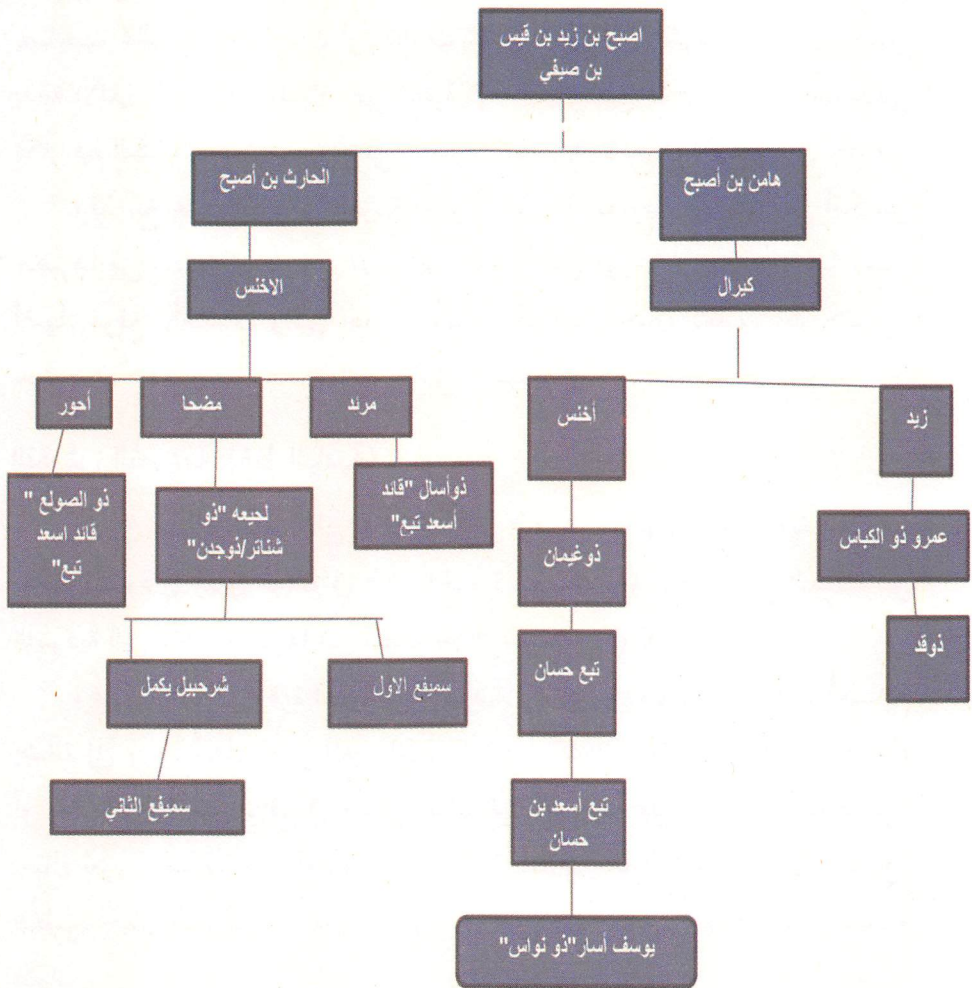 اصبح بن زيد بن قيس
بن صيفي
هامن بن أصبح
الحارث بن أصبح
كيرال
الاخنس
زيد
أخنس
مرثد
مضحا
أحور
عمرو ذو الكباس
ذوغيمان
ذوأسال "قائد
أسعد تبع"
لحيعه "ذو
شناتر/ذوجدن"
ذو الصولع "
قائد اسعد
تبع"
ذوقد
تبع حسان
سميفع الاول
شرحبيل يكمل
تبع أسعد بن
حسان
سميفع الثاني
يوسف أسار"ذو نواس"